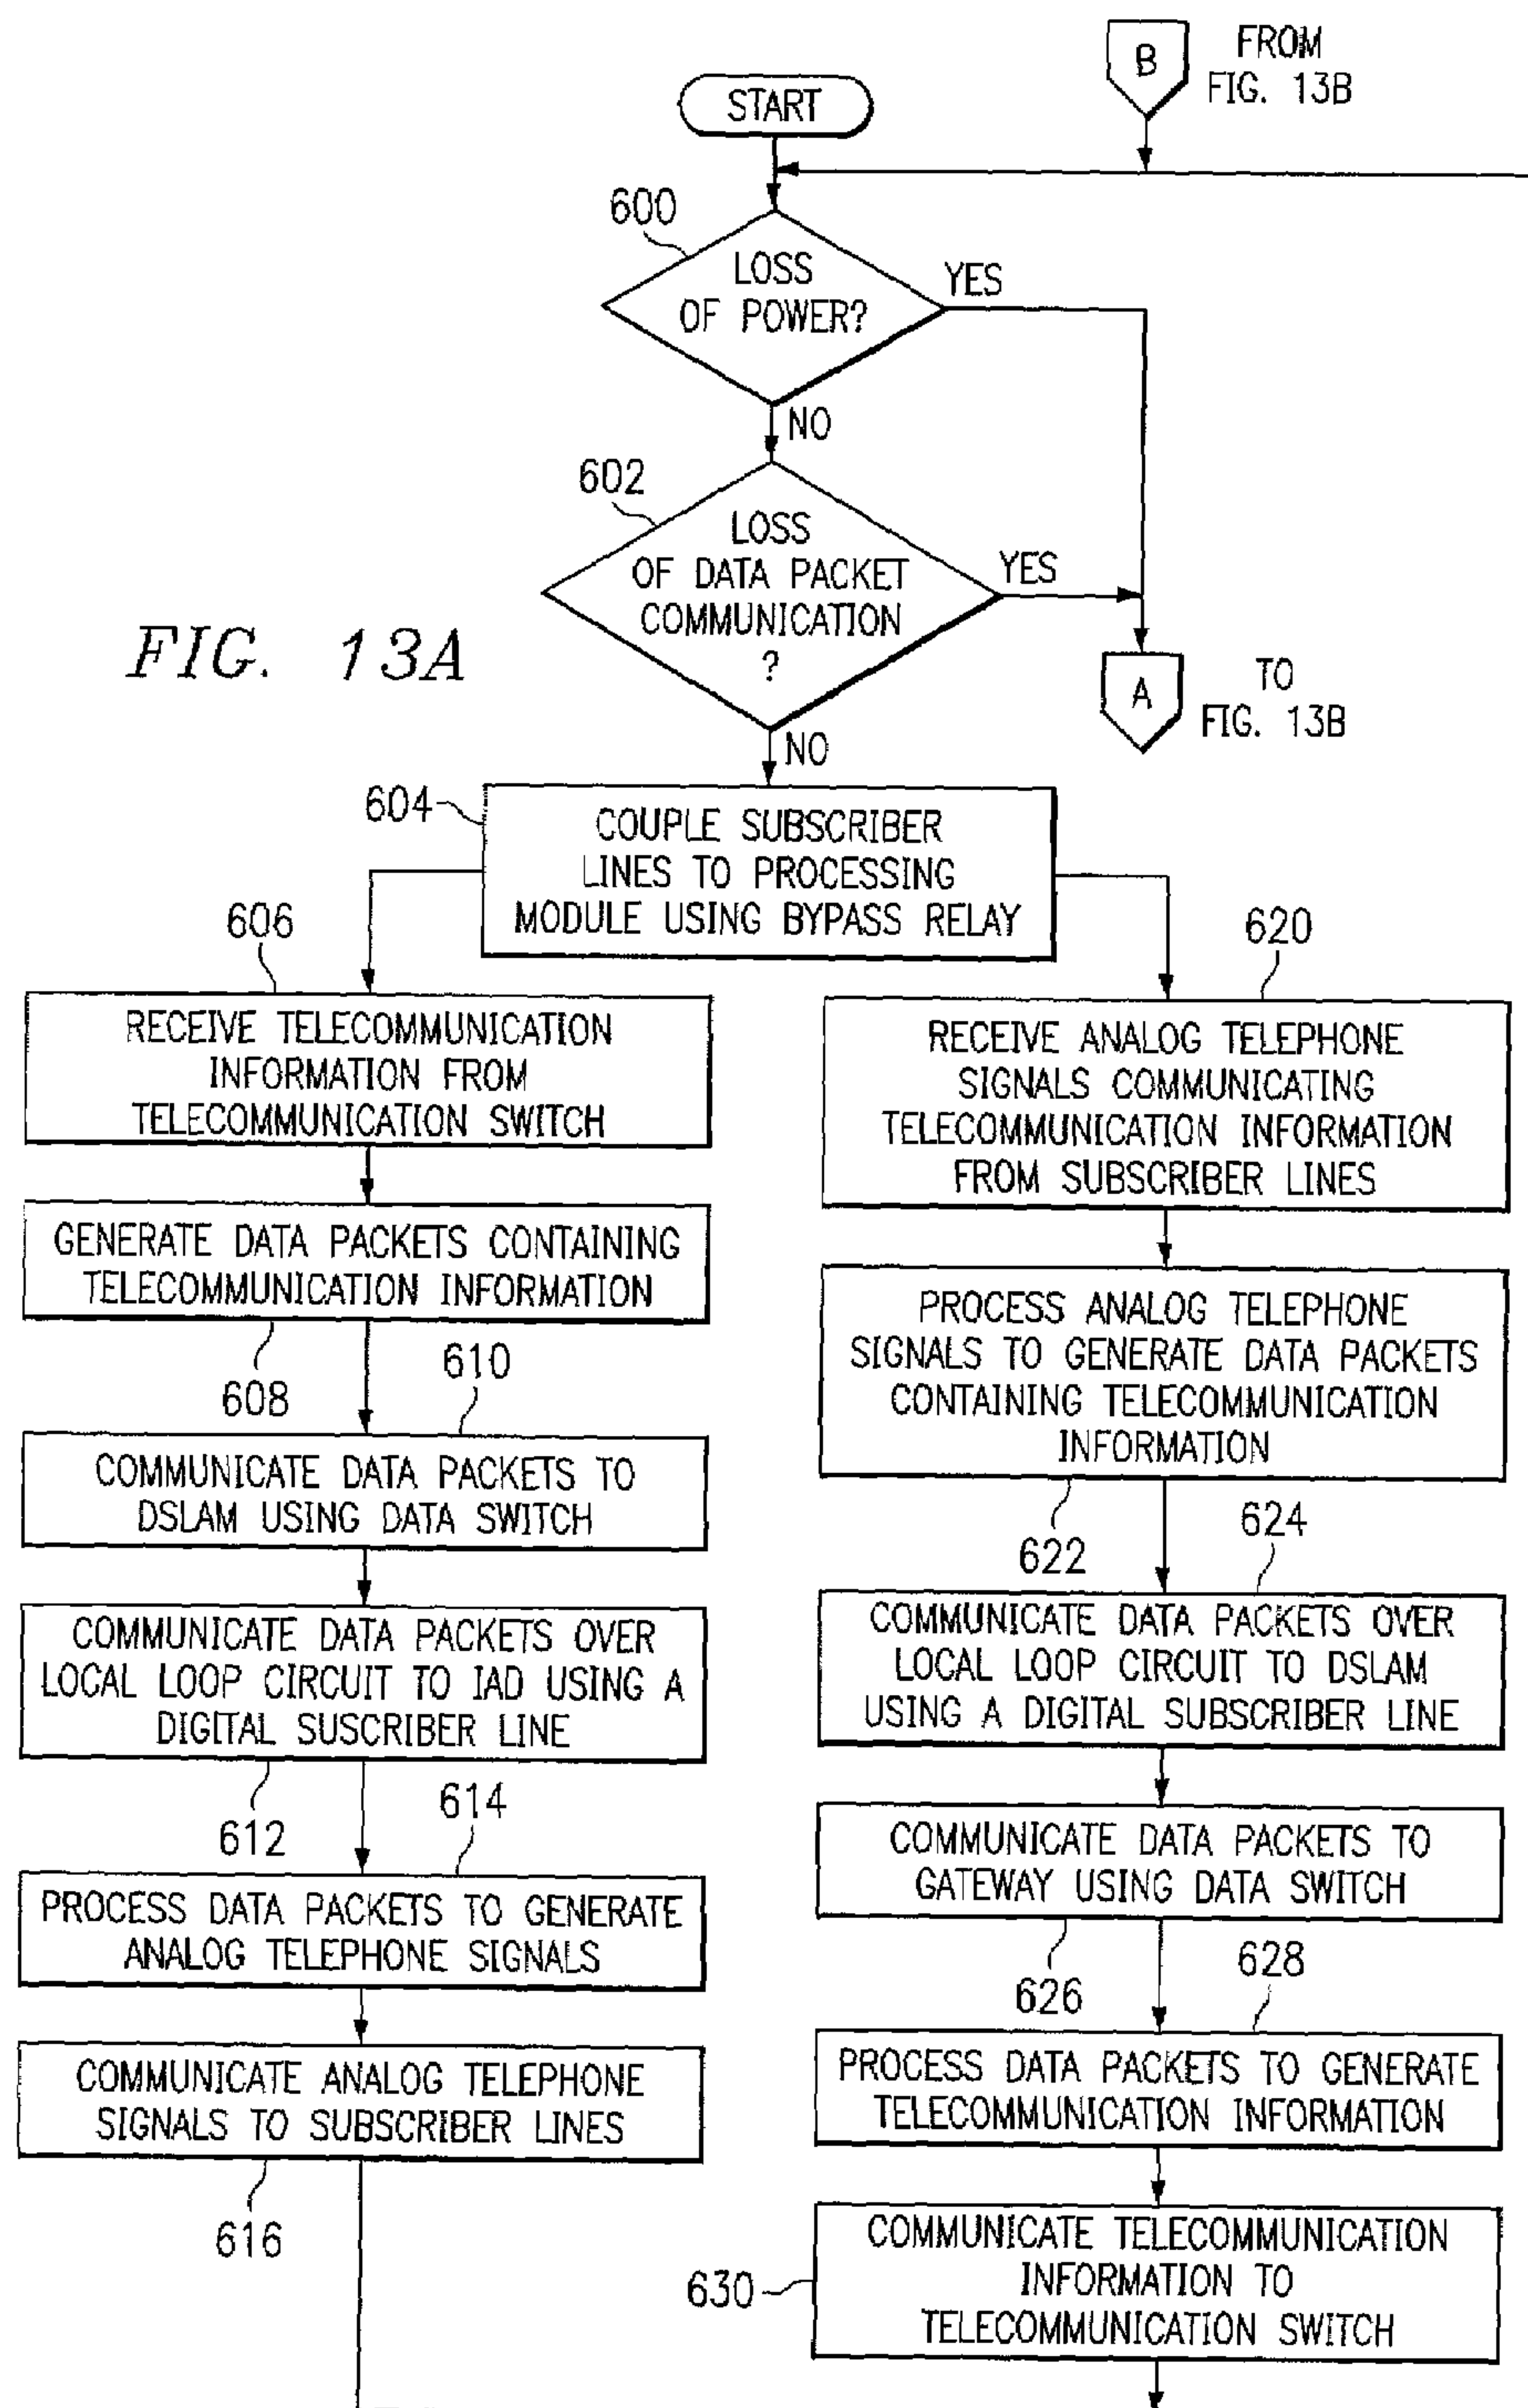 B
FROM
FIG. 13B
START
600
LOSS
OF POWER?
YES
NO
602
LOSS
OF DATA PACKET
COMMUNICATION
?
YES
FIG. 13A
A
TO
FIG. 13B
NO
604
COUPLE SUBSCRIBER
LINES TO PROCESSING
MODULE USING BYPASS RELAY
606
RECEIVE TELECOMMUNICATION
INFORMATION FROM
TELECOMMUNICATION SWITCH
GENERATE DATA PACKETS CONTAINING
TELECOMMUNICATION INFORMATION
608
610
COMMUNICATE DATA PACKETS TO
DSLAM USING DATA SWITCH
COMMUNICATE DATA PACKETS OVER
LOCAL LOOP CIRCUIT TO IAD USING A
DIGITAL SUSCRIBER LINE
612
614
PROCESS DATA PACKETS TO GENERATE
ANALOG TELEPHONE SIGNALS
COMMUNICATE ANALOG TELEPHONE
SIGNALS TO SUBSCRIBER LINES
616
620
RECEIVE ANALOG TELEPHONE
SIGNALS COMMUNICATING
TELECOMMUNICATION INFORMATION
FROM SUBSCRIBER LINES
PROCESS ANALOG TELEPHONE
SIGNALS TO GENERATE DATA PACKETS
CONTAINING TELECOMMUNICATION
INFORMATION
622
624
COMMUNICATE DATA PACKETS OVER
LOCAL LOOP CIRCUIT TO DSLAM
USING A DIGITAL SUBSCRIBER LINE
COMMUNICATE DATA PACKETS TO
GATEWAY USING DATA SWITCH
626
628
PROCESS DATA PACKETS TO GENERATE
TELECOMMUNICATION INFORMATION
630
COMMUNICATE TELECOMMUNICATION
INFORMATION TO
TELECOMMUNICATION SWITCH